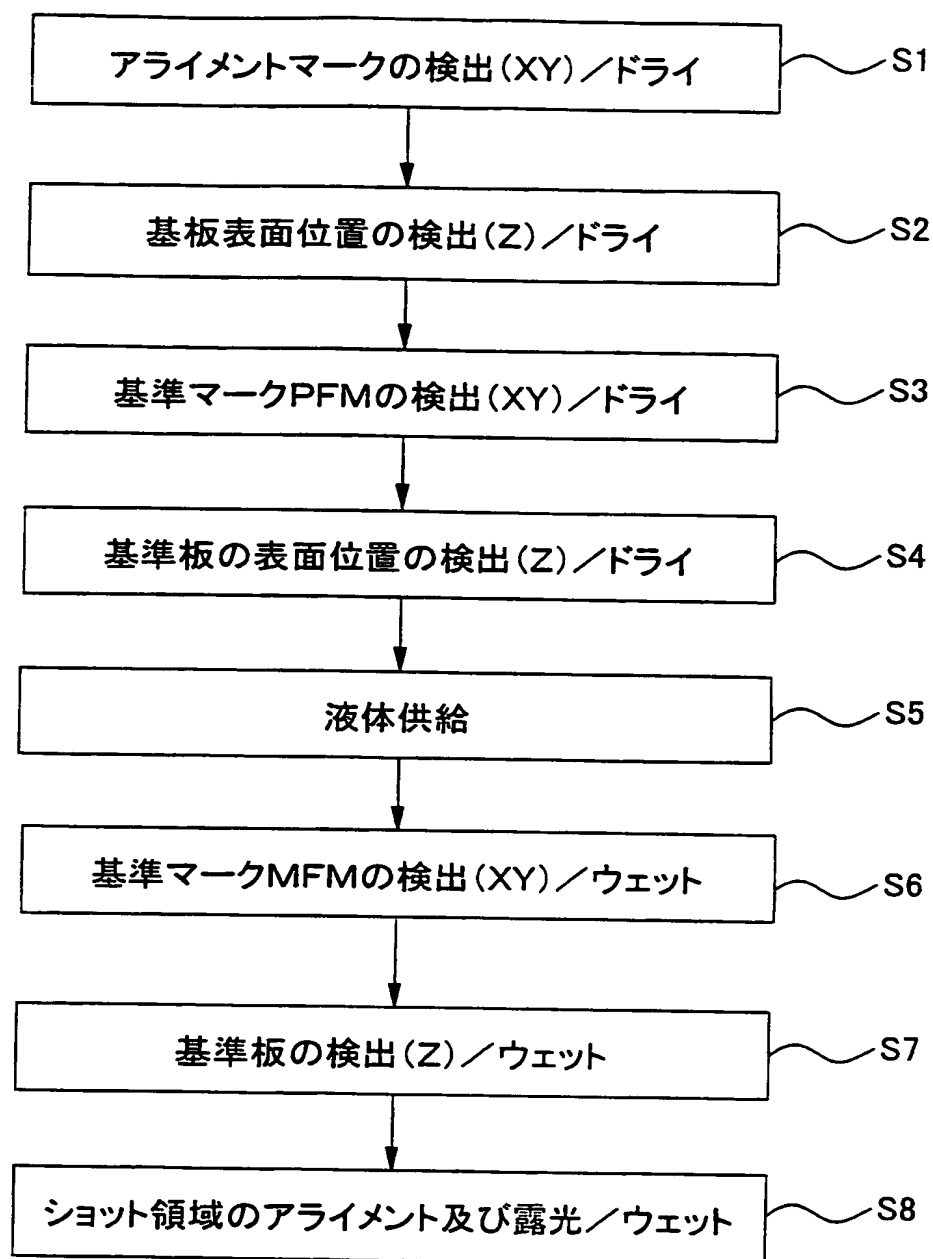 アライメントマークの検出(XY)／ドライ S1
基板表面位置の検出(Z)／ドライ S2
基準マークPFMの検出(XY)／ドライ S3
基準板の表面位置の検出(Z)／ドライ S4
液体供給 S5
基準マークMFMの検出(XY)／ウェット S6
基準板の検出(Z)／ウェット S7
ショット領域のアライメント及び露光／ウェット S8